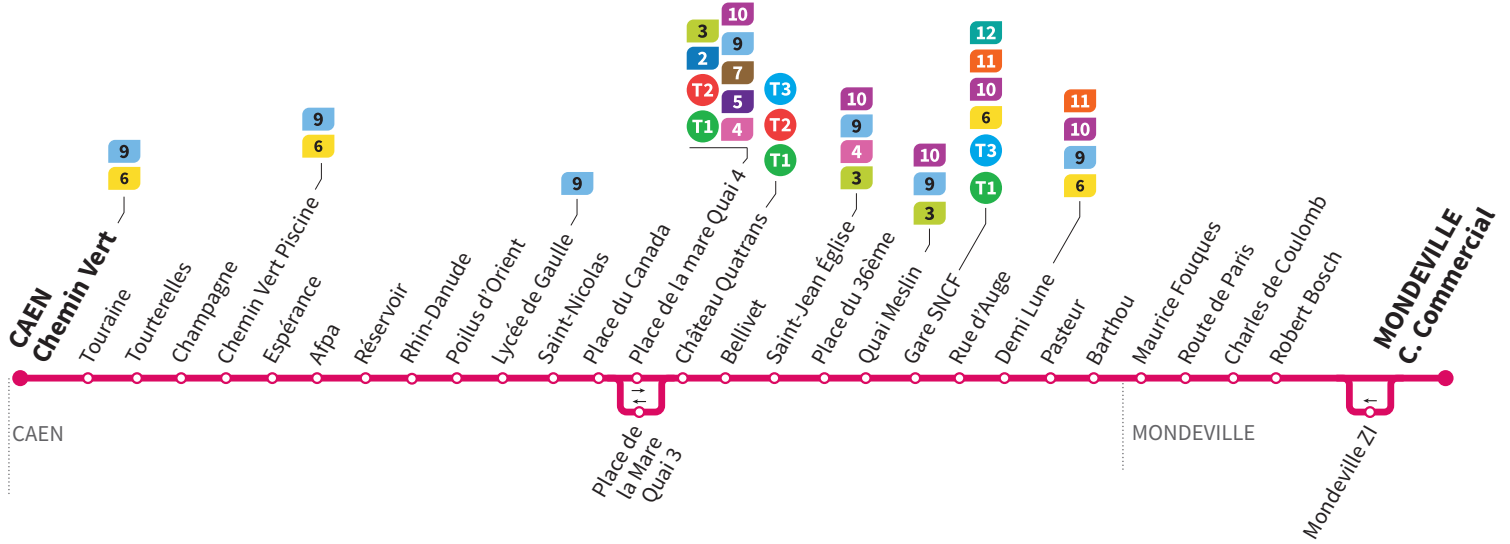 10
3
9
2
7
T2
5
T1
4
T3
T2
T1
12
11
10
6
T3
T1
9
6
9
6
9
10
9
4
3
10
9
3
11
10
9
6
CAEN
Chemin Vert
Touraine
Tourterelles
Champagne
Chemin Vert Piscine
Espérance
Afpa
Réservoir
Rhin-Danude
Poilus d'Orient
Lycée de Gaulle
Saint-Nicolas
Place du Canada
Place de la mare Quai 4
Château Quatrans
Bellivet
Saint-Jean Église
Place du 36ème
Quai Meslin
Gare SNCF
Rue d'Auge
Demi Lune
Pasteur
Barthou
Maurice Fouques
Route de Paris
Charles de Coulomb
Robert Bosch
MONDEVILLE
C. Commercial
CAEN
Place de
la Mare
Quai 3
MONDEVILLE
Mondeville ZI